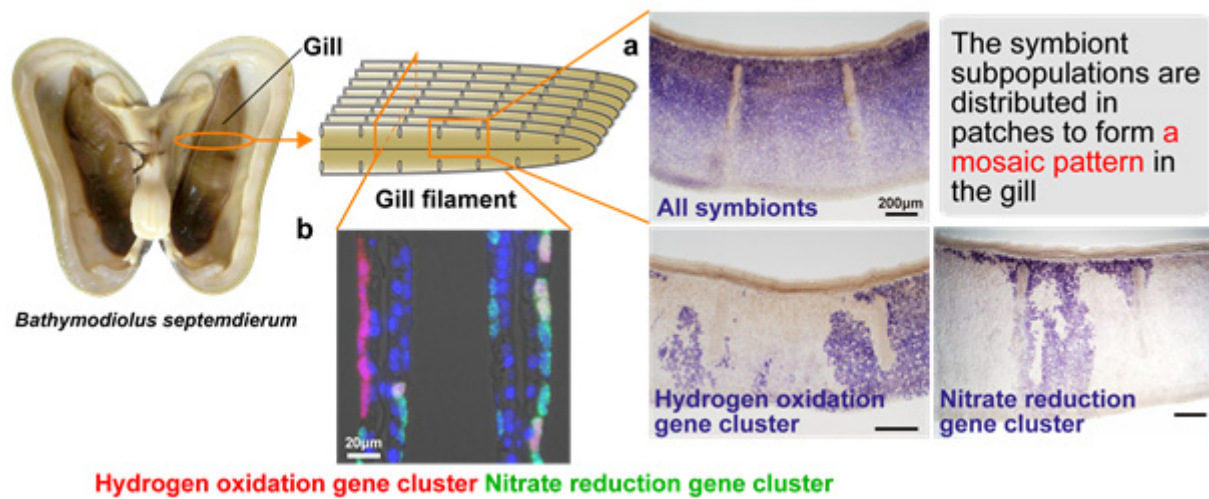 Gill
a
The symbiont
subpopulations are
distributed in
patches to form a
mosaic pattern in
the gill
Gill filament
All symbionts
200μm
b
Bathymodiolus septemdierum
20μm
Hydrogen oxidation
gene cluster
Nitrate reduction
gene cluster
Hydrogen oxidation gene cluster Nitrate reduction gene cluster